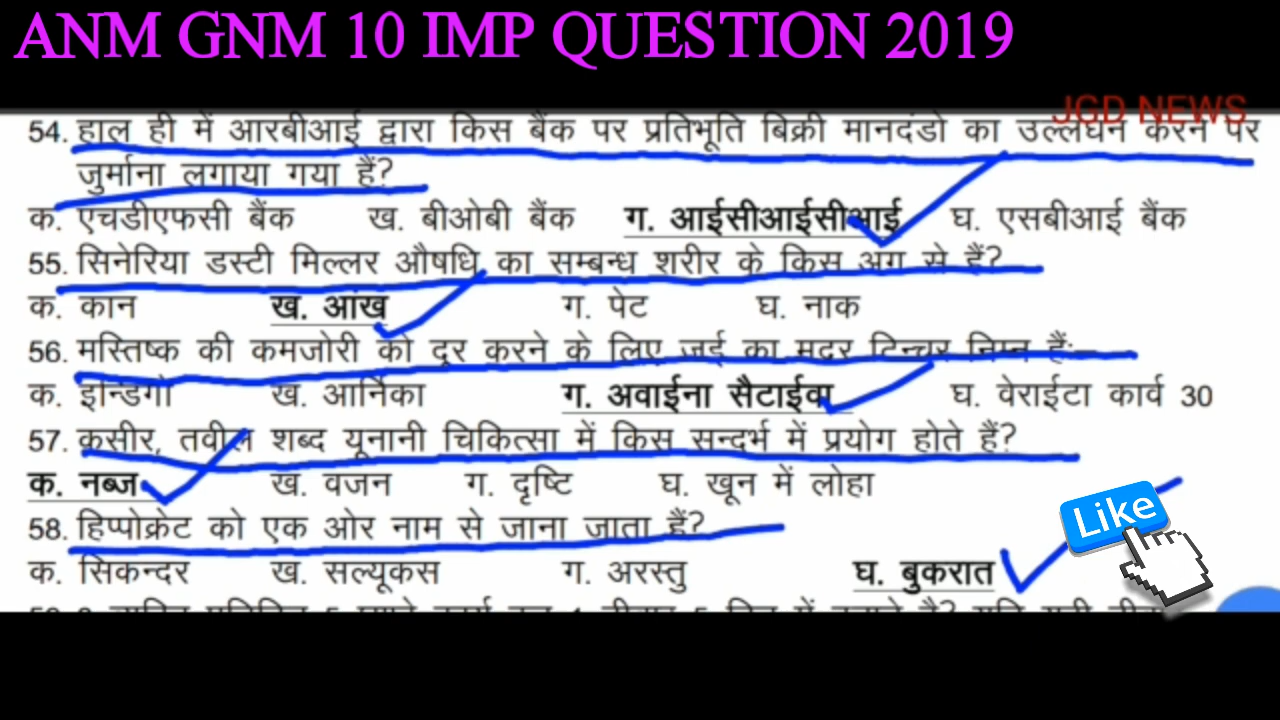 ANM GNM 10 IMP QUESTION 2019
JGD NEWS
54. हाल ही में आरबीआई द्वारा किस बैंक पर प्रतिभूति बिक्री मानदंडो का उल्लंघन करने पर
जुर्माना लगाया गया हैं?
क. एचडीएफसी बैंक ख. बीओबी बैंक ग. आईसीआईसीआई घ. एसबीआई बैंक
55. सिनेरिया डस्टी मिल्लर औषधि का सम्बन्ध शरीर के किस अंग से हैं?
क. कान ख. आंख ग. पेट घ. नाक
56. मस्तिष्क की कमजोरी को दूर करने के लिए जई का मदर टिन्चर निम्न हैं:–
क. इन्डिगो ख. आर्निका ग. अवाईना सैटाईवा घ. वेराईटा कार्व 30
57. कसीर, तवील शब्द यूनानी चिकित्सा में किस सन्दर्भ में प्रयोग होते हैं?
क. नब्ज ख. वजन ग. दृष्टि घ. खून में लोहा
58. हिप्पोक्रेट को एक ओर नाम से जाना जाता हैं?
Like
क. सिकन्दर ख. सल्यूकस ग. अरस्तु घ. बुकरात